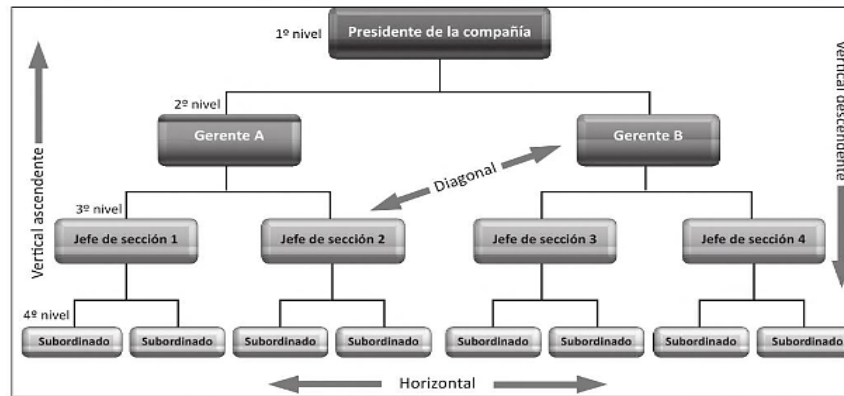 1º nivel
Presidente de la compañía
Vertical ascendente
Vertical descendente
2º nivel
Gerente A
Gerente B
Diagonal
3º nivel
Jefe de sección 1
Jefe de sección 2
Jefe de sección 3
Jefe de sección 4
4º nivel
Subordinado
Subordinado
Subordinado
Subordinado
Subordinado
Subordinado
Subordinado
Subordinado
Horizontal